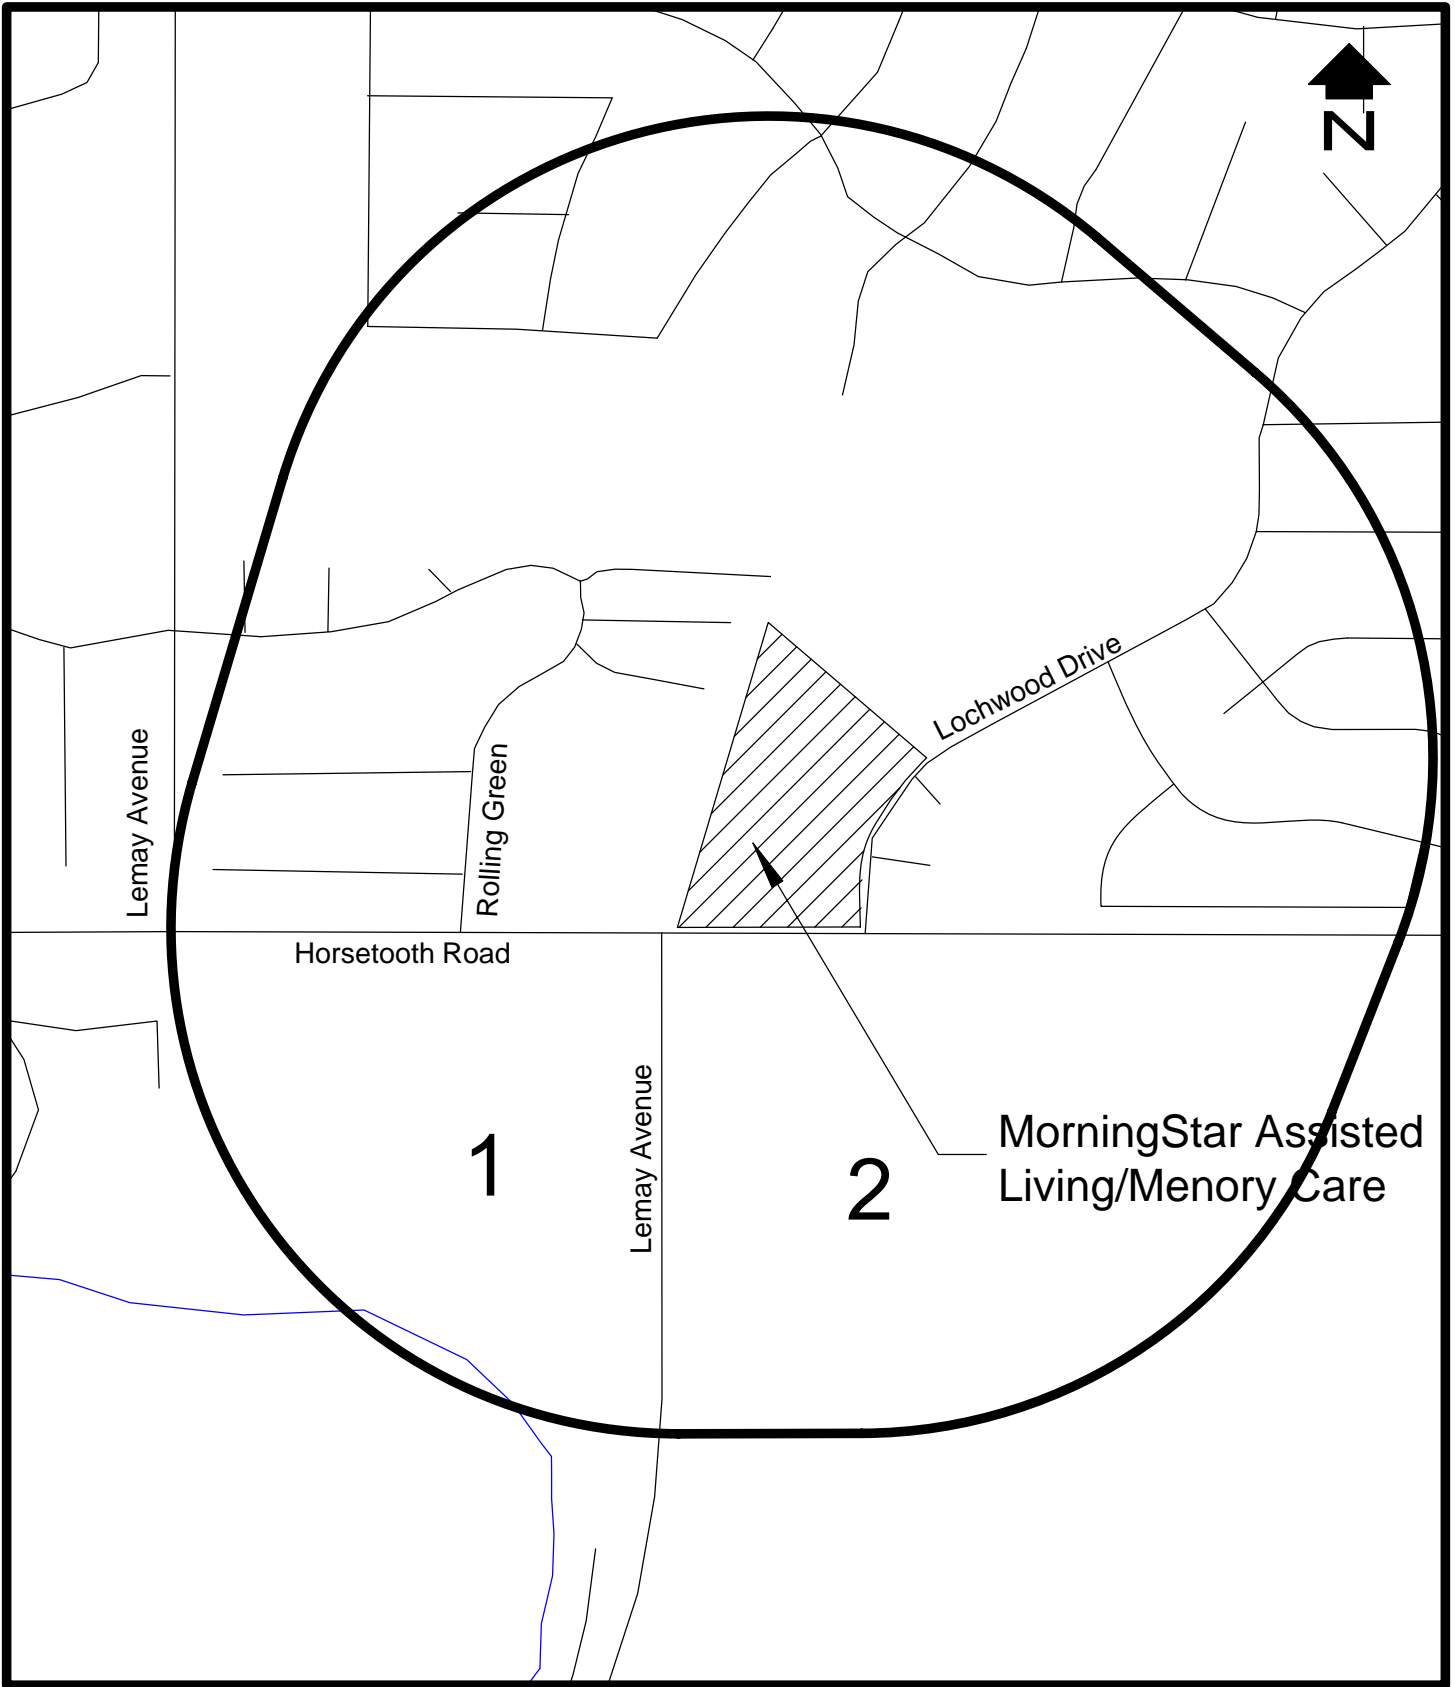 N
Lochwood Drive
Lemay Avenue
Rolling Green
Horsetooth Road
Lemay Avenue
1
2
MorningStar Assisted
Living/Menory Care